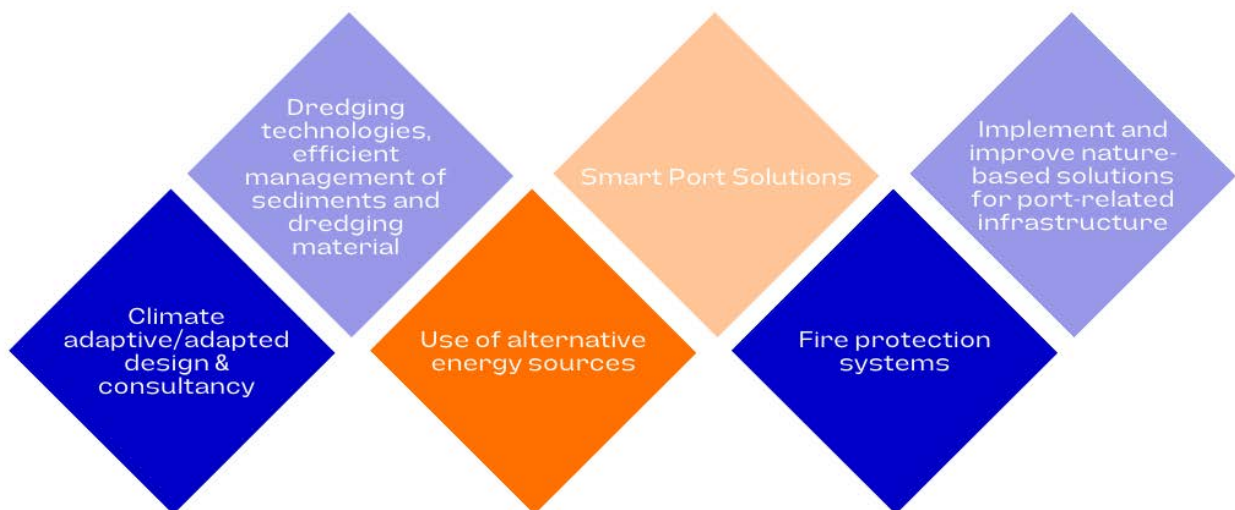 Dredging
technologies,
efficient
management of
sediments and
dredging
material
Smart Port Solutions
Implement and
improve nature-
based solutions
for port-related
infrastructure
Climate
adaptive/adapted
design &
consultancy
Use of alternative
energy sources
Fire protection
systems